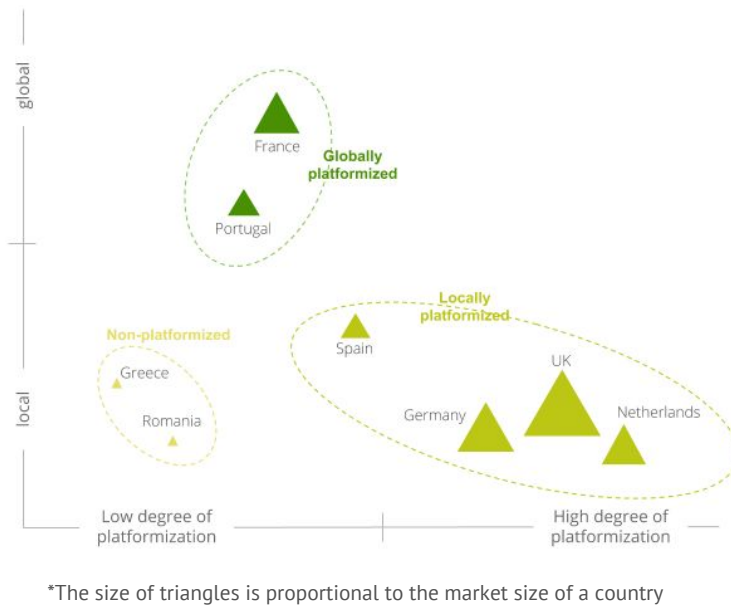 global
France
Globally
platformized
Portugal
Locally
platformized
Non-platformized
Spain
UK
Greece
Germany
Netherlands
Romania
local
Low degree of
platformization
High degree of
platformization
*The size of triangles is proportional to the market size of a country